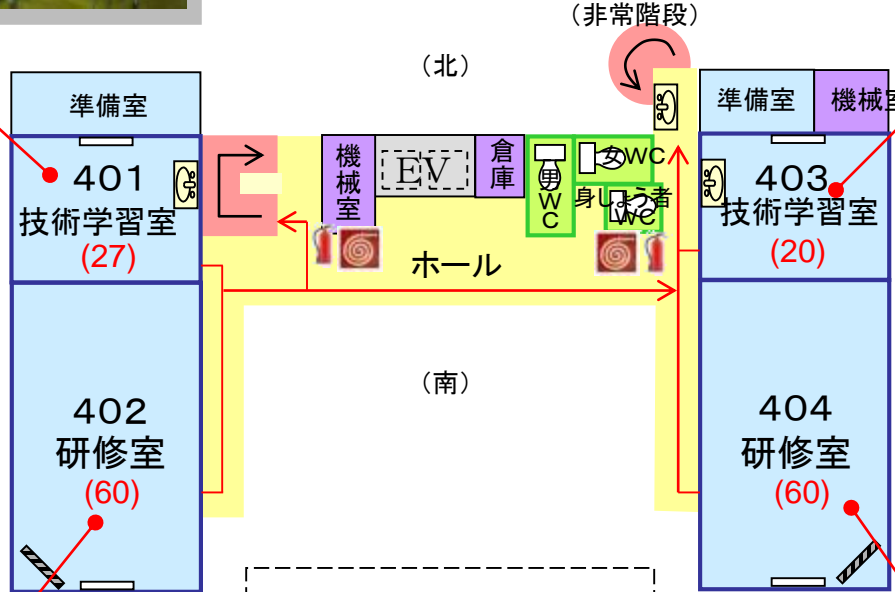 （非常階段）
（北）
準備室
準備室
機械室
401
技術学習室
(27)
機械室
EV
倉庫
男WC
女WC
身しょう者
WC
403
技術学習室
(20)
ホール
（南）
402
研修室
(60)
404
研修室
(60)